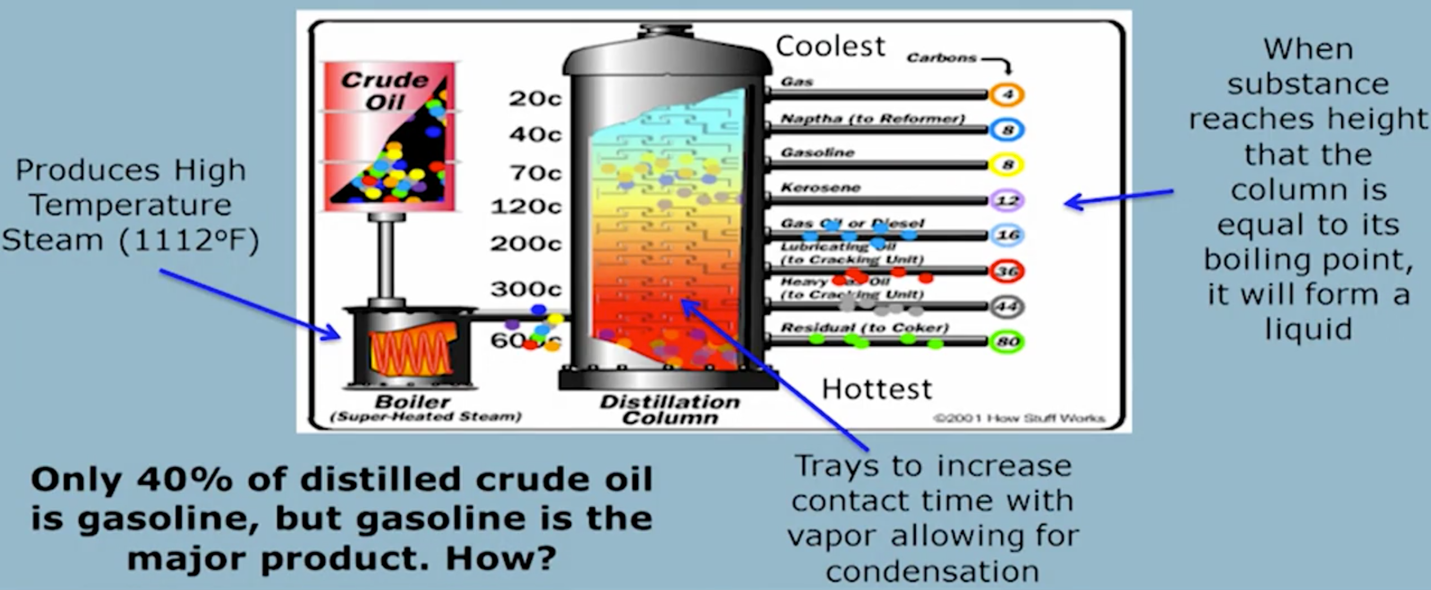 Coolest
Carbons
Crude
Oil
Gas
4
20c
Naptha (to Reformer)
8
40c
Gasoline
8
70c
Kerosene
12
120c
Gas Oil or Diesel
16
200c
Lubricating Oil
(to Cracking Unit)
36
300c
Heavy Gas Oil
(to Cracking Unit)
44
Residual (to Coker)
80
600c
Hottest
Boiler
(Super-Heated Steam)
Distillation
Column
©2001 How Stuff Works
Produces High
Temperature
Steam (1112ºF)
When
substance
reaches height
that the
column is
equal to its
boiling point,
it will form a
liquid
Only 40% of distilled crude oil
is gasoline, but gasoline is the
major product. How?
Trays to increase
contact time with
vapor allowing for
condensation